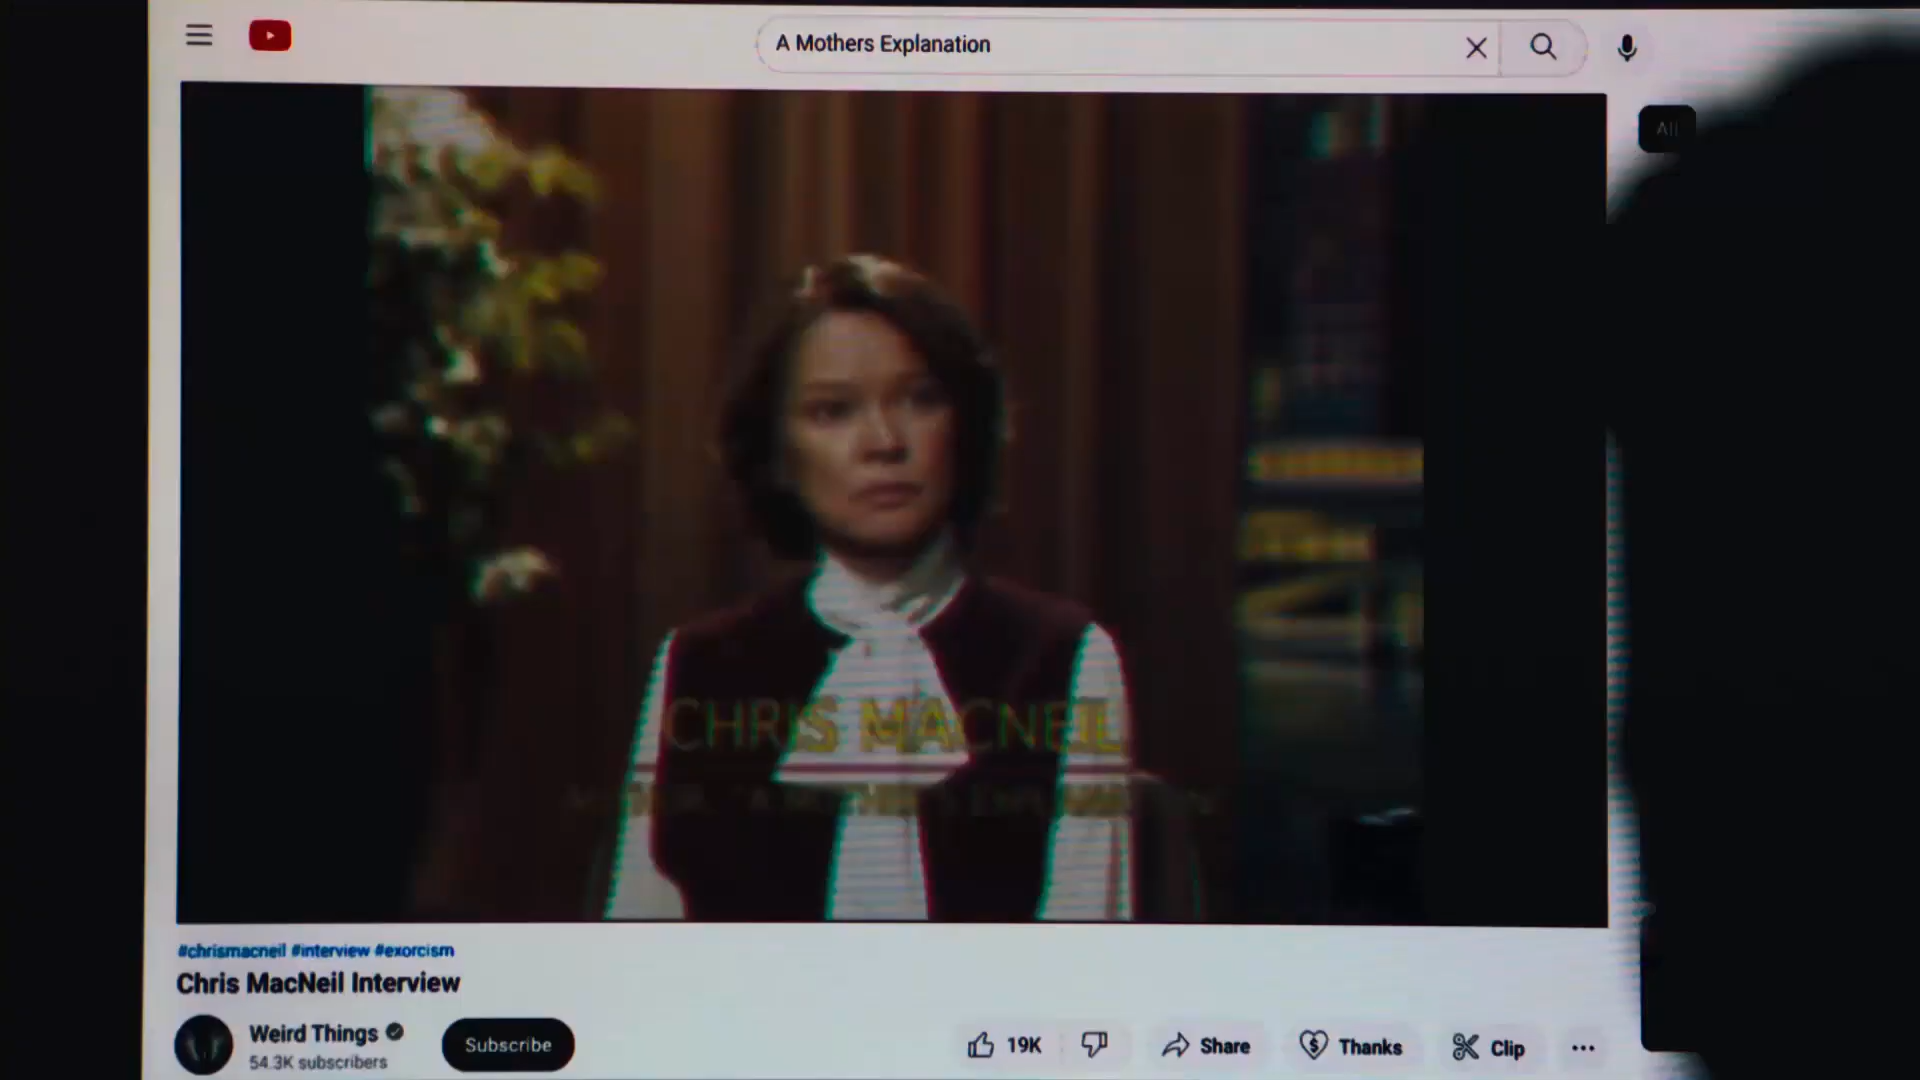 A Mothers Explanation
All
CHRIS MACNEIL
#chrismacneil #interview #exorcism
Chris MacNeil Interview
Weird Things
54.3K subscribers
Subscribe
19K
Share
Thanks
Clip